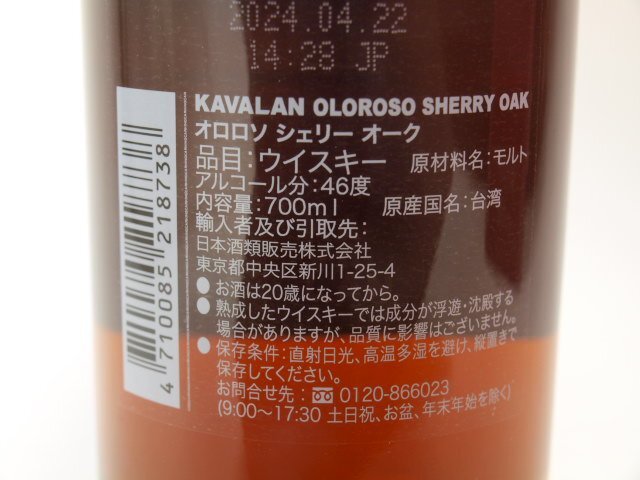 2024.04.22
14:28 JP
KAVALAN OLOROSO SHERRY OAK
オロロソ シェリー オーク
品目:ウイスキー 原材料名:モルト
アルコール分:46度
内容量:700ml 原産国名:台湾
輸入者及び引取先:
日本酒類販売株式会社
東京都中央区新川1-25-4
●お酒は20歳になってから。
●熟成したウイスキーでは成分が浮遊・沈殿する
場合がありますが、品質に影響はございません。
●保存条件:直射日光、高温多湿を避け、縦置きで
保存してください。
お問合せ先: 0120-866023
(9:00〜17:30 土日祝、お盆、年末年始を除く)
4 710085 218738